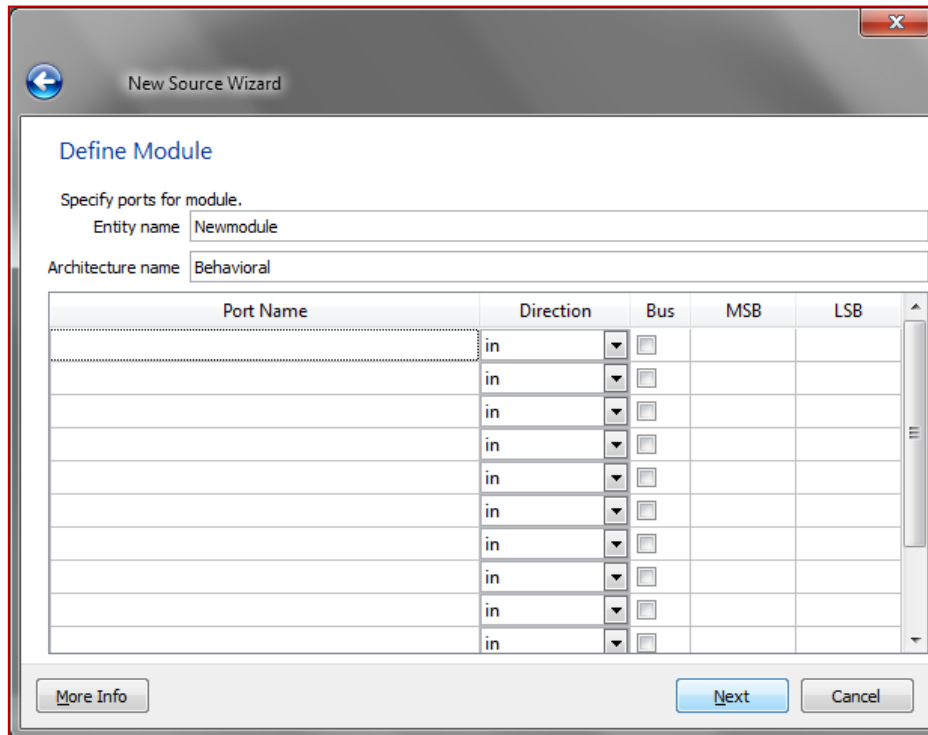 New Source Wizard
Define Module
Specify ports for module.
Entity name Newmodule
Architecture name Behavioral
Port Name Direction Bus MSB LSB
in
in
in
in
in
in
in
in
in
in
More Info Next Cancel